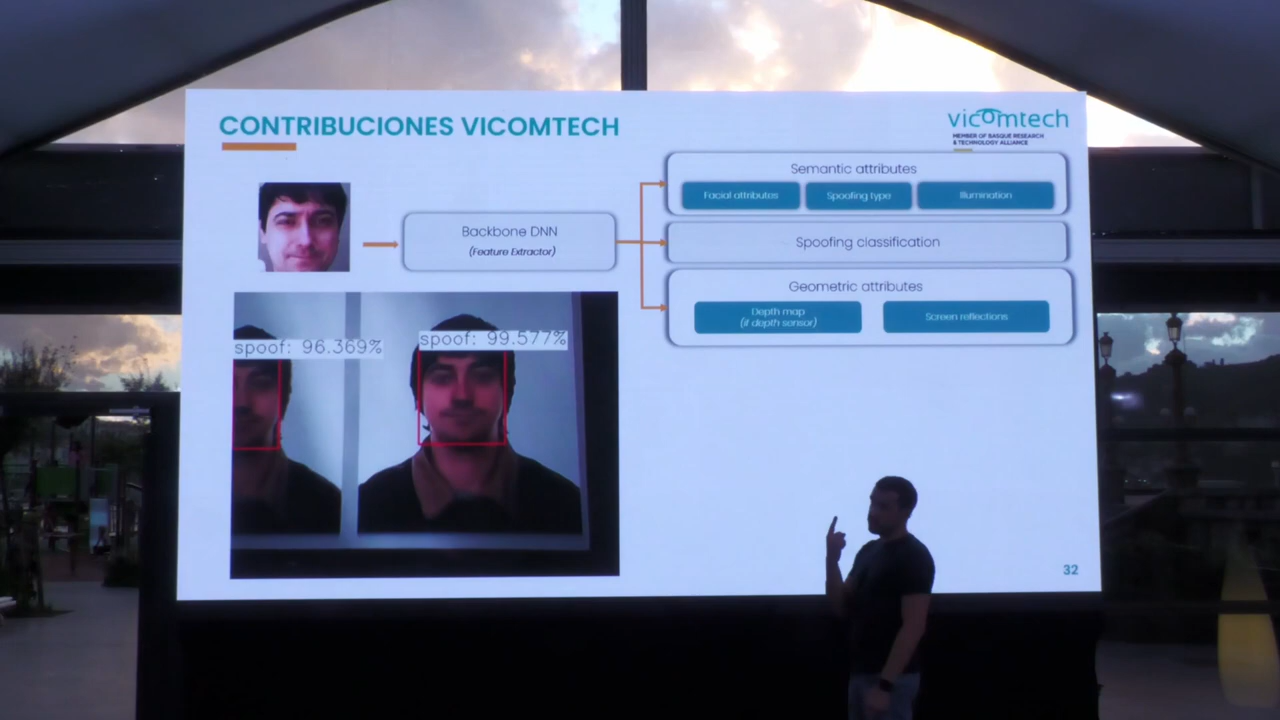 CONTRIBUCIONES VICOMTECH
vicomtech
MEMBER OF BASQUE RESEARCH
& TECHNOLOGY ALLIANCE
Backbone DNN
(Feature Extractor)
Semantic attributes
Facial attributes
Spoofing type
Illumination
Spoofing classification
Geometric attributes
Depth map
(if depth sensor)
Screen reflections
spoof: 96.369%
spoof: 99.577%
32